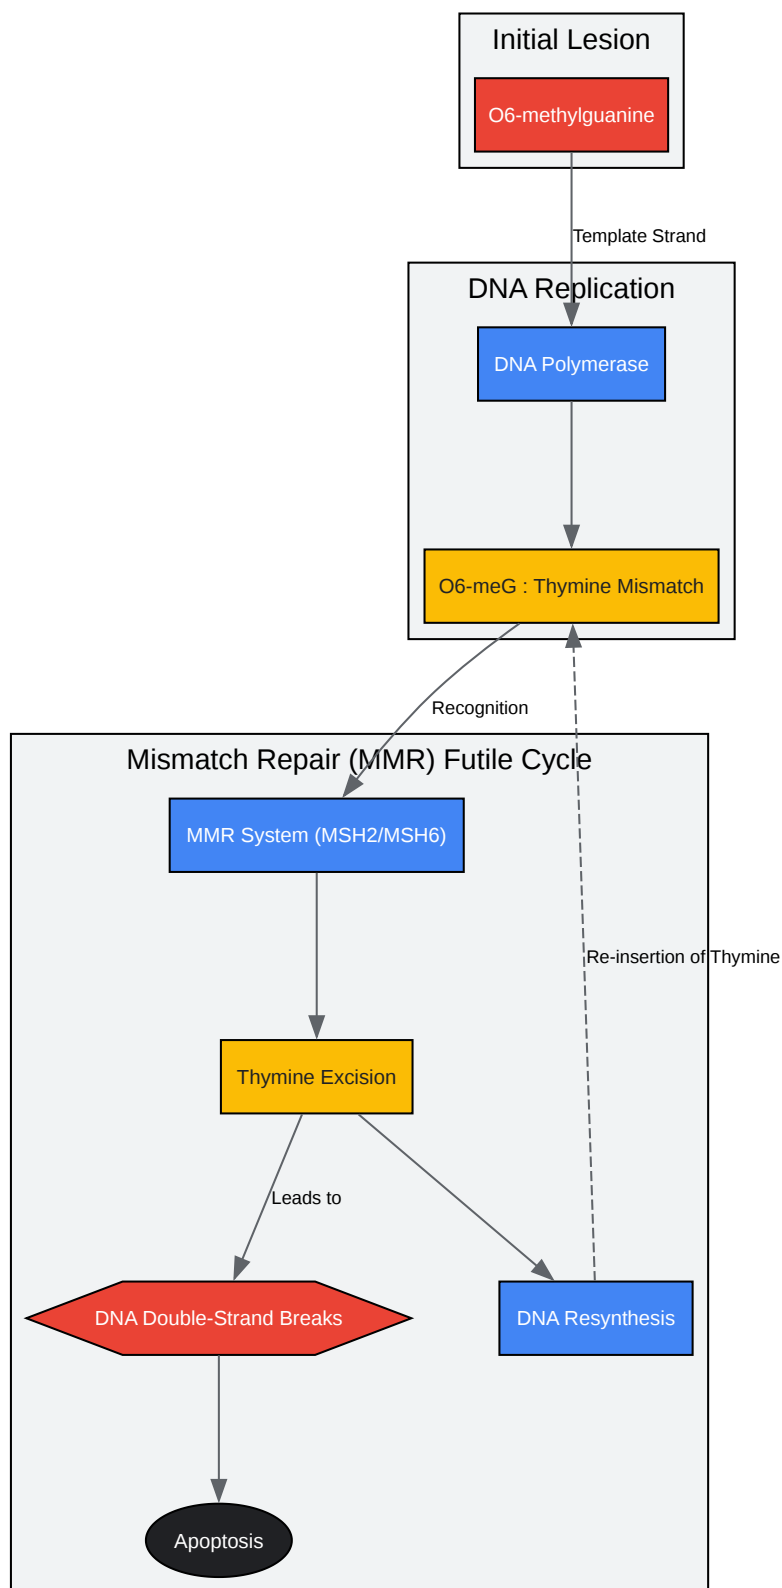 Initial Lesion
O6-methylguanine
Template Strand
DNA Replication
DNA Polymerase
O6-meG : Thymine Mismatch
Recognition
Mismatch Repair (MMR) Futile Cycle
MMR System (MSH2/MSH6)
Re-insertion of Thymine
Thymine Excision
Leads to
DNA Double-Strand Breaks
DNA Resynthesis
Apoptosis